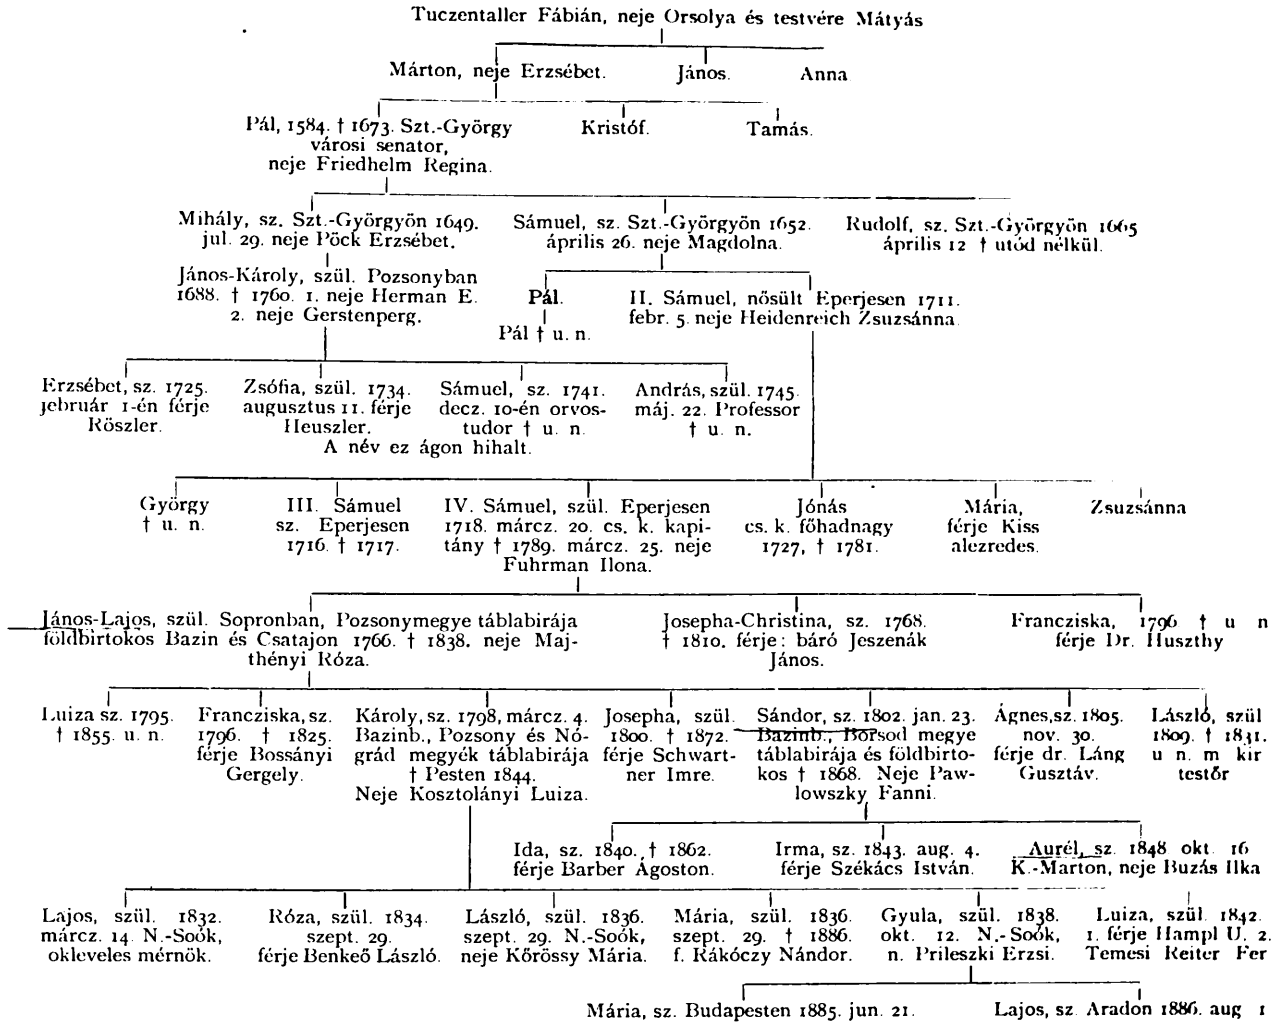 Tuczentaller Fábián, neje Orsolya és testvére Mátyás
Márton, neje Erzsébet.
János.
Anna
Pál, 1584. † 1673. Szt.-György
városi senator,
neje Friedhelm Regina.
Kristóf.
Tamás.
Mihály, sz. Szt.-Györgyön 1649.
jul. 29. neje Pöck Erzsébet.
Sámuel, sz. Szt.-Györgyön 1652.
április 26. neje Magdolna.
Rudolf, sz. Szt.-Györgyön 1665
április 12 † utód nélkül.
János-Károly, szül. Pozsonyban
1688. † 1760. 1. neje Herman E.
2. neje Gerstenperg.
Pál.
Pál † u. n.
II. Sámuel, nősült Eperjesen 1711.
febr. 5. neje Heidenreich Zsuzsánna
Erzsébet, sz. 1725.
február 1-én férje
Röszler.
Zsófia, szül. 1734.
augusztus 11. férje
Heuszler.
Sámuel, sz. 1741.
decz. 10-én orvos-
tudor † u. n.
András, szül. 1745.
máj. 22. Professor
† u. n.
A név ez ágon hihalt.
György
† u. n.
III. Sámuel
sz. Eperjesen
1716. † 1717.
IV. Sámuel, szül. Eperjesen
1718. márcz. 20. cs. k. kapi-
tány † 1789. márcz. 25. neje
Fuhrman Ilona.
Jónás
cs. k. főhadnagy
1727, † 1781.
Mária,
férje Kiss
alezredes.
Zsuzsánna
János-Lajos, szül. Sopronban, Pozsonymegye táblabirája
földbirtokos Bazin és Csatajon 1766. † 1838. neje Maj-
thényi Róza.
Josepha-Christina, sz. 1768.
† 1810. férje: báró Jeszenák
János.
Francziska, 1796 † u n
férje Dr. Huszthy
Luiza sz. 1795.
† 1855. u. n.
Francziska, sz.
1796. † 1825.
férje Bossányi
Gergely.
Károly, sz. 1798, márcz. 4.
Bazinb., Pozsony és Nó-
grád megyék táblabirája
† Pesten 1844.
Neje Kosztolányi Luiza.
Josepha, szül.
1800. † 1872.
férje Schwart-
ner Imre.
Sándor, sz. 1802. jan. 23.
Bazinb., Borsod megye
táblabirája és földbirto-
kos † 1868. Neje Paw-
lowszky Fanni.
Ágnes, sz. 1805.
nov. 30.
férje dr. Láng
Gusztáv.
László, szül
1809. † 1831.
u n. m kir
testőr
Ida, sz. 1840. † 1862.
férje Barber Ágoston.
Irma, sz. 1843. aug. 4.
férje Székács István.
Aurél, sz. 1848 okt. 16
K.-Marton, neje Buzás Ilka
Lajos, szül. 1832.
márcz. 14. N.-Soók,
okleveles mérnök.
Róza, szül. 1834.
szept. 29.
férje Benkeő László.
László, szül. 1836.
szept. 29. N.-Soók,
neje Kőrössy Mária.
Mária, szül. 1836.
szept. 29. † 1886.
f. Rákóczy Nándor.
Gyula, szül. 1838.
okt. 12. N.-Soók,
n. Prileszki Erzsi.
Luiza, szül. 1842.
1. férje Hampl U. 2.
Temesi Reiter Fer
Mária, sz. Budapesten 1885. jun. 21.
Lajos, sz. Aradon 1886. aug 1